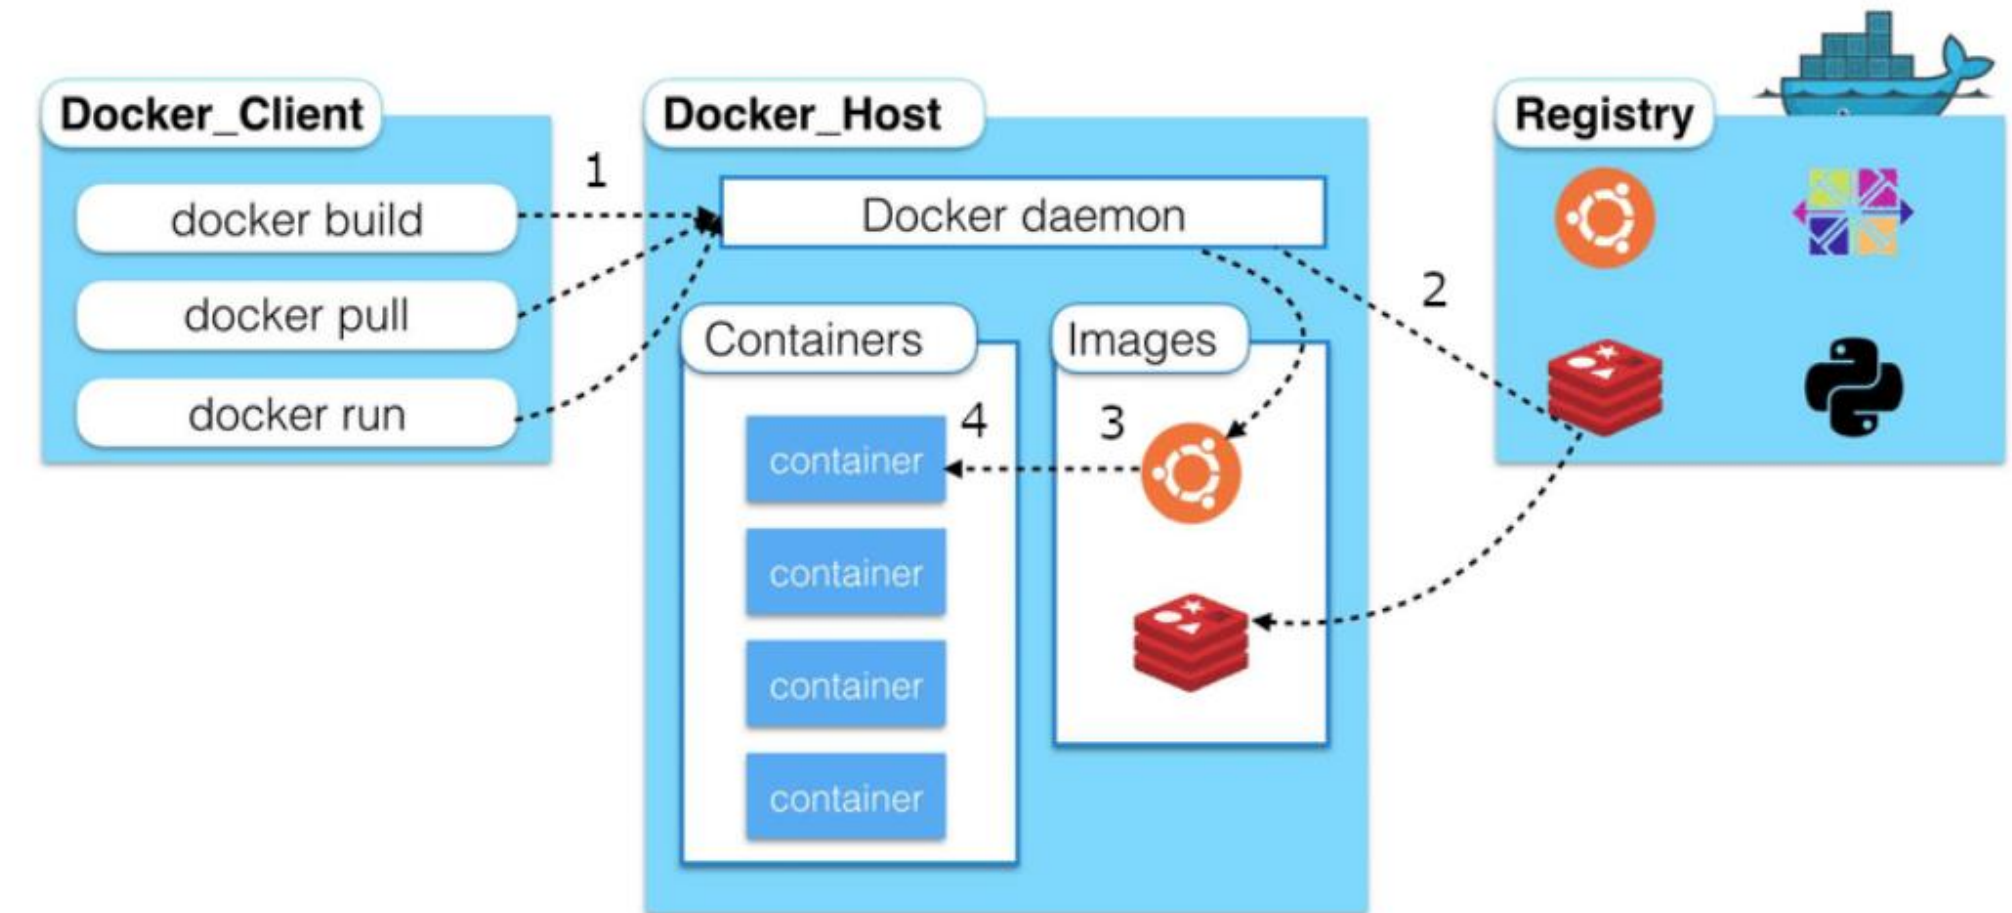 Docker_Client
docker build
docker pull
docker run
1
Docker_Host
Docker daemon
Containers
container
container
container
container
4
Images
3
2
Registry